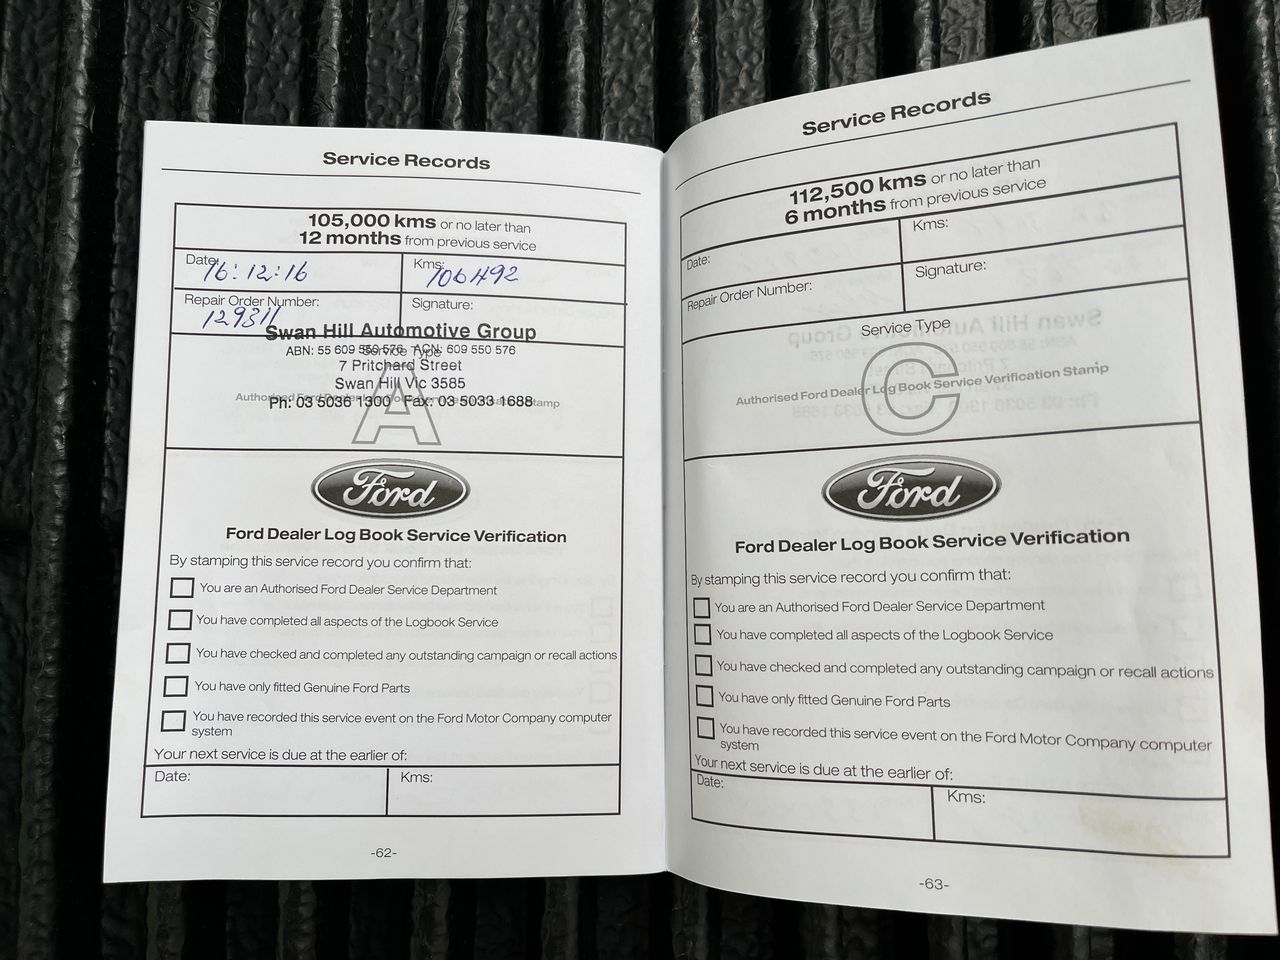 Service Records
105,000 kms or no later than
12 months from previous service
Date:
16:12:16
Kms:
106492
Repair Order Number:
129311
Signature:
Swan Hill Automotive Group
Service Type
ABN: 55 609 550 576 ACN: 609 550 576
7 Pritchard Street
Swan Hill Vic 3585
Authorised Ford Dealer Log Book Service Verification Stamp
Ph: 03 5036 1300 Fax: 03 5033 1688
A
Ford
Ford Dealer Log Book Service Verification
By stamping this service record you confirm that:
You are an Authorised Ford Dealer Service Department
You have completed all aspects of the Logbook Service
You have checked and completed any outstanding campaign or recall actions
You have only fitted Genuine Ford Parts
You have recorded this service event on the Ford Motor Company computer
system
Your next service is due at the earlier of:
Date:
Kms:
-62-
Service Records
112,500 kms or no later than
6 months from previous service
Date:
Kms:
Repair Order Number:
Signature:
Service Type
C
Authorised Ford Dealer Log Book Service Verification Stamp
Ford
Ford Dealer Log Book Service Verification
By stamping this service record you confirm that:
You are an Authorised Ford Dealer Service Department
You have completed all aspects of the Logbook Service
You have checked and completed any outstanding campaign or recall actions
You have only fitted Genuine Ford Parts
You have recorded this service event on the Ford Motor Company computer
system
Your next service is due at the earlier of:
Date:
Kms:
-63-